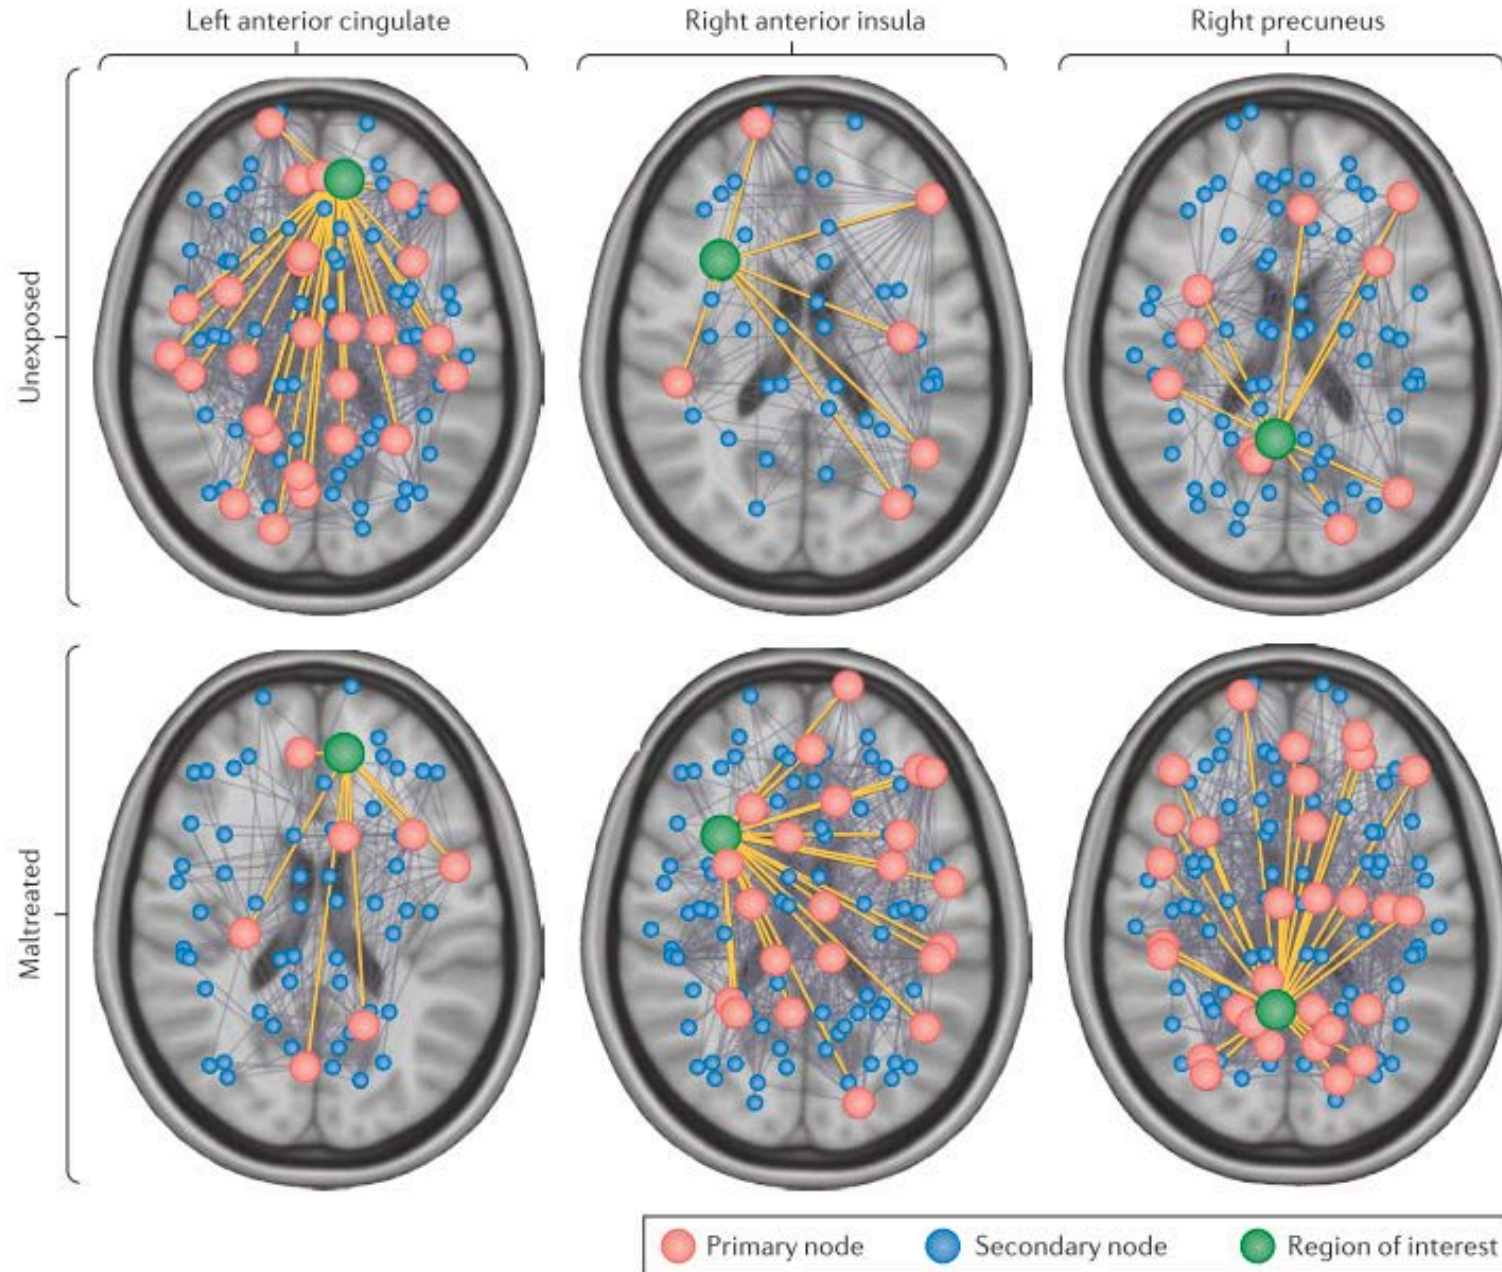 Left anterior cingulate
Right anterior insula
Right precuneus
Unexposed
Maltreated
Primary node
Secondary node
Region of interest